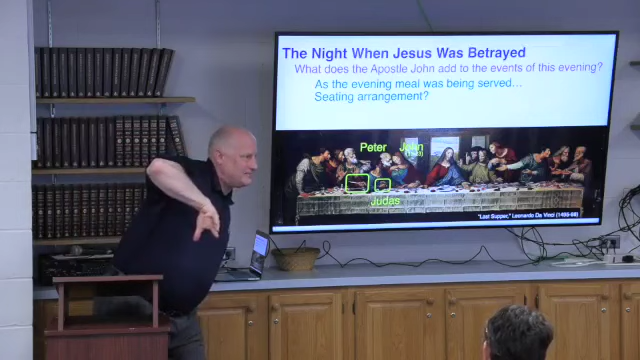 The Night When Jesus Was Betrayed
What does the Apostle John add to the events of this evening?
As the evening meal was being served…
Seating arrangement?
Peter John
Judas
"Last Supper," Leonardo Da Vinci (1495-98)